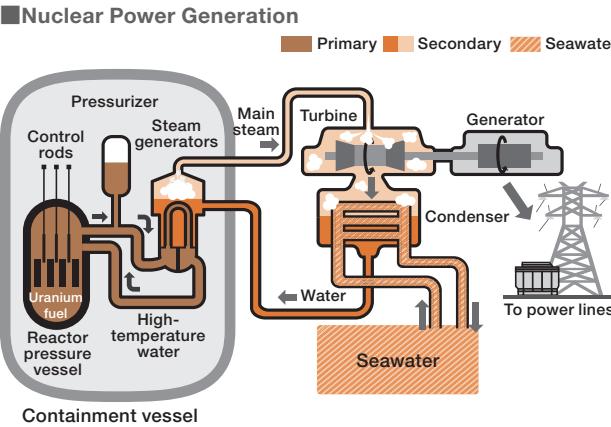 Nuclear Power Generation
Primary
Secondary
Seawate
Pressurizer
Control
rods
Steam
generators
Main
steam
Turbine
Generator
Condenser
Uranium
fuel
Water
To power lines
Reactor
pressure
vessel
High-
temperature
water
Seawater
Containment vessel